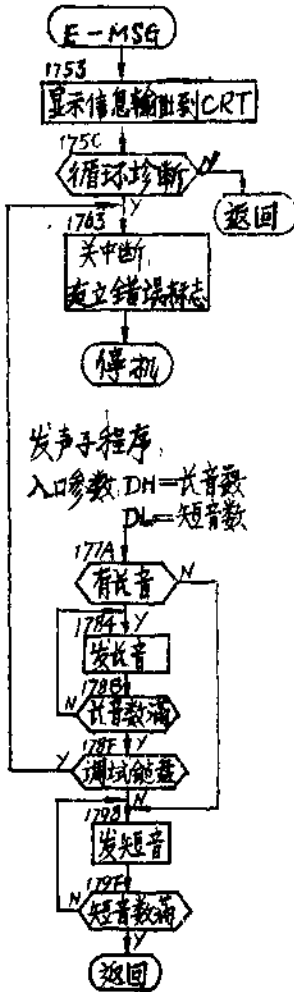 E-MSG
1753
显示信息输出到CRT
175C
循环珍断
N
Y
返回
1763
关中断,
建立错误标志
停机
发声子程序,
入口参数:DH=长音数
DL=短音数
177A
有长音
N
1784
Y
发长音
178B
N
长音数满
178F
Y
Y
调试键盘
1798
N
发短音
179F
N
短音数满
Y
返回